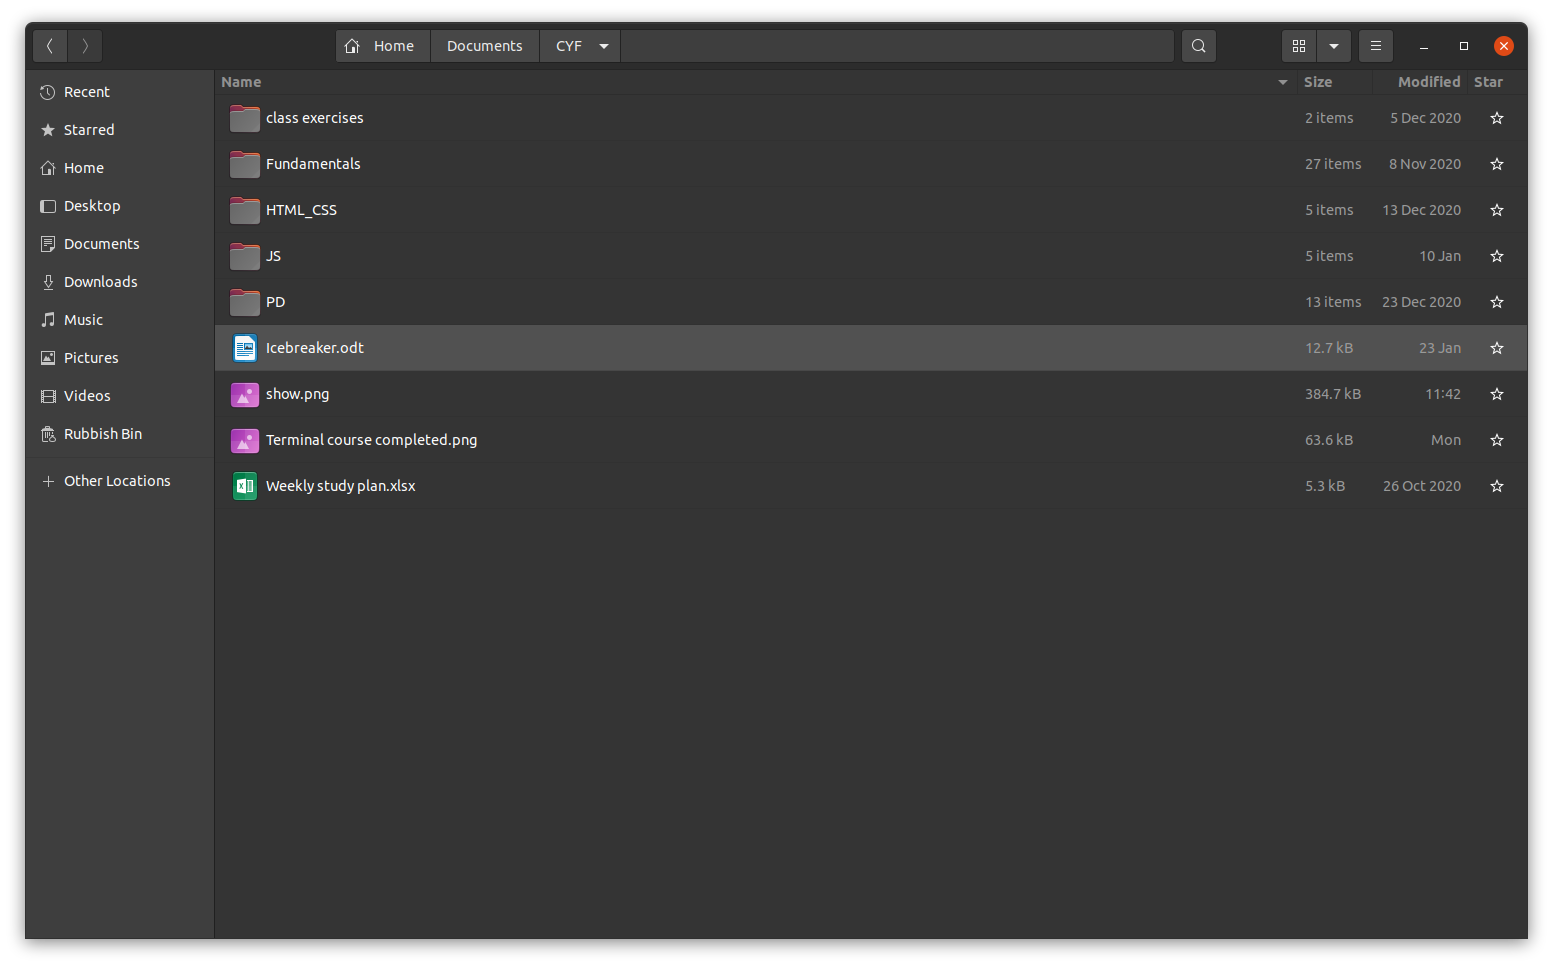 Home Documents CYF
Name Size Modified Star
Recent
Starred
Home
Desktop
Documents
Downloads
Music
Pictures
Videos
Rubbish Bin
Other Locations
class exercises 2 items 5 Dec 2020
Fundamentals 27 items 8 Nov 2020
HTML_CSS 5 items 13 Dec 2020
JS 5 items 10 Jan
PD 13 items 23 Dec 2020
Icebreaker.odt 12.7 kB 23 Jan
show.png 384.7 kB 11:42
Terminal course completed.png 63.6 kB Mon
Weekly study plan.xlsx 5.3 kB 26 Oct 2020